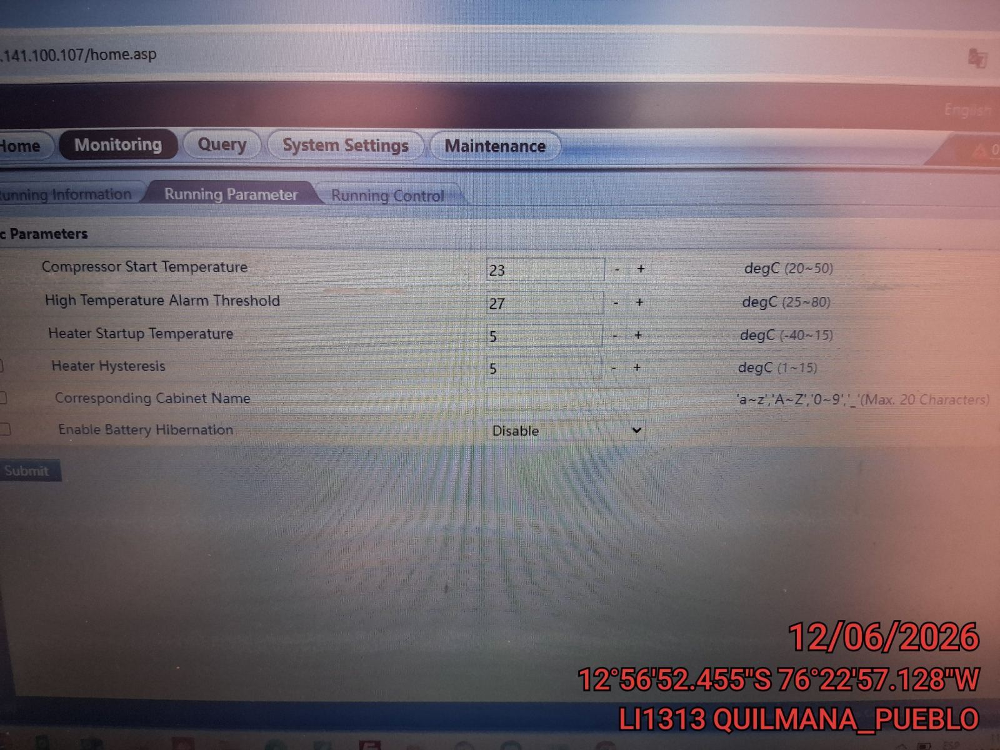 .141.100.107/home.asp
English
Home Monitoring Query System Settings Maintenance
0
unning Information Running Parameter Running Control
c Parameters
Compressor Start Temperature 23 - + degC (20~50)
High Temperature Alarm Threshold 27 - + degC (25~80)
Heater Startup Temperature 5 - + degC (-40~15)
Heater Hysteresis 5 - + degC (1~15)
Corresponding Cabinet Name 'a~z','A~Z','0~9','_'(Max. 20 Characters)
Enable Battery Hibernation Disable
Submit
12/06/2026
12°56'52.455"S 76°22'57.128"W
LI1313 QUILMANA_PUEBLO